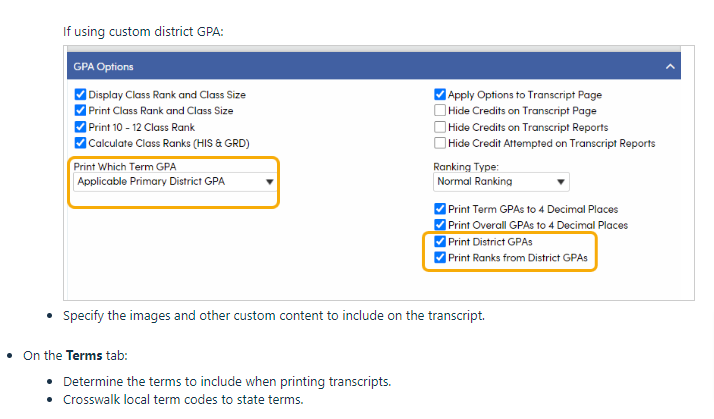 If using custom district GPA:
GPA Options
Display Class Rank and Class Size
Print Class Rank and Class Size
Print 10 - 12 Class Rank
Calculate Class Ranks (HIS & GRD)
Print Which Term GPA
Applicable Primary District GPA
Apply Options to Transcript Page
Hide Credits on Transcript Page
Hide Credits on Transcript Reports
Hide Credit Attempted on Transcript Reports
Ranking Type:
Normal Ranking
Print Term GPAs to 4 Decimal Places
Print Overall GPAs to 4 Decimal Places
Print District GPAs
Print Ranks from District GPAs
• Specify the images and other custom content to include on the transcript.
• On the Terms tab:
• Determine the terms to include when printing transcripts.
• Crosswalk local term codes to state terms.